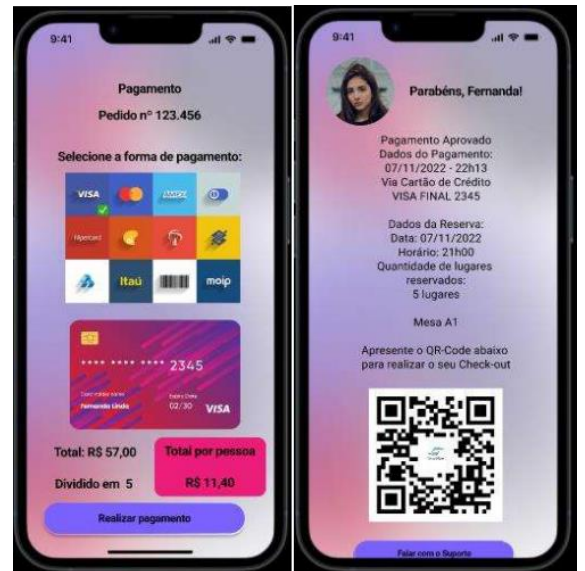 9:41
Pagamento
Pedido nº 123.456
Selecione a forma de pagamento:
VISA
AMEX
Hipercard
Itaú
moip
**** **** **** 2345
Fernanda Linda
02/30
VISA
Total: R$ 57,00
Dividido em 5
Total por pessoa
R$ 11,40
Realizar pagamento
9:41
Parabéns, Fernanda!
Pagamento Aprovado
Dados do Pagamento:
07/11/2022 - 22h13
Via Cartão de Crédito
VISA FINAL 2345
Dados da Reserva:
Data: 07/11/2022
Horário: 21h00
Quantidade de lugares
reservados:
5 lugares
Mesa A1
Apresente o QR-Code abaixo
para realizar o seu Check-out
Falar com o Suporte